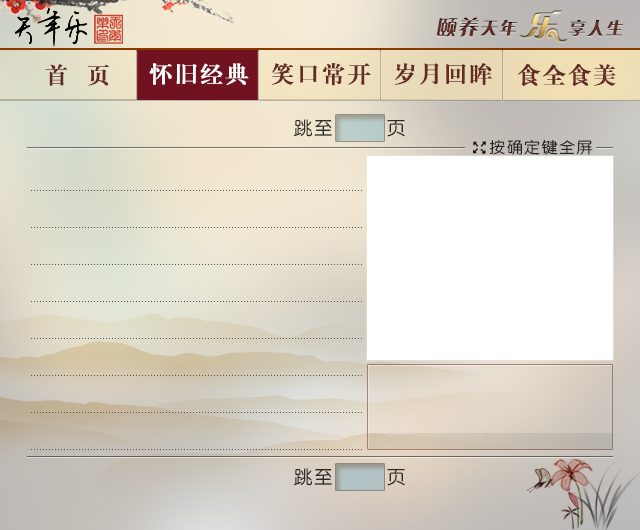 天年乐
颐养天年 乐 享人生
首 页 怀旧经典 笑口常开 岁月回眸 食全食美
跳至 页
按确定键全屏
跳至 页